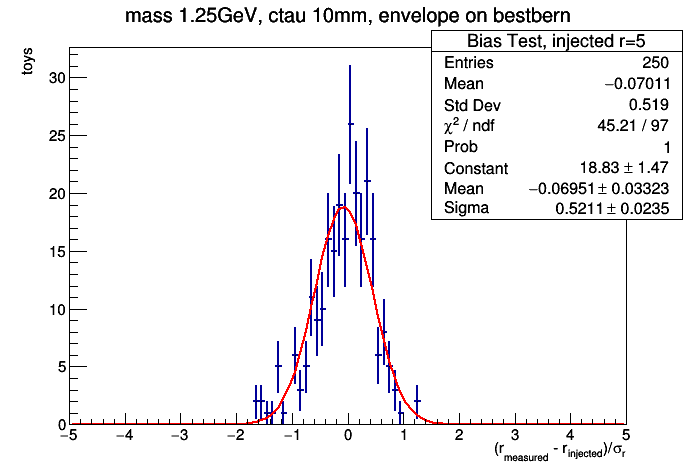 mass 1.25GeV, ctau 10mm, envelope on bestbern
Bias Test, injected r=5
Entries 250
Mean −0.07011
Std Dev 0.519
χ² / ndf 45.21 / 97
Prob 1
Constant 18.83 ± 1.47
Mean −0.06951 ± 0.03323
Sigma 0.5211 ± 0.0235
toys
30
25
20
15
10
5
0
−5 −4 −3 −2 −1 0 1 2 3 4 5
(r_measured - r_injected)/σ_r